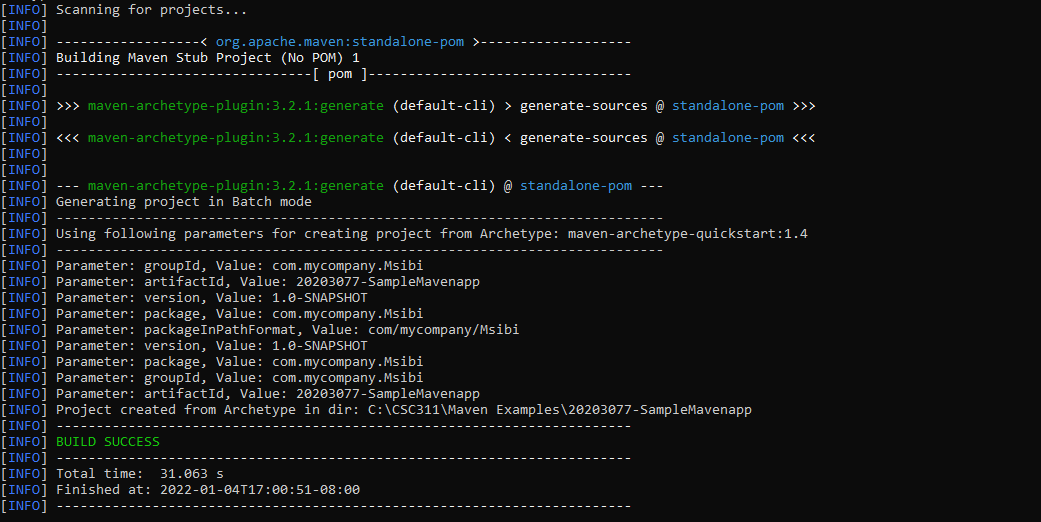 [INFO] Scanning for projects...
[INFO]
[INFO] ------------------< org.apache.maven:standalone-pom >-------------------
[INFO] Building Maven Stub Project (No POM) 1
[INFO] --------------------------------[ pom ]---------------------------------
[INFO]
[INFO] >>> maven-archetype-plugin:3.2.1:generate (default-cli) > generate-sources @ standalone-pom >>>
[INFO]
[INFO] <<< maven-archetype-plugin:3.2.1:generate (default-cli) < generate-sources @ standalone-pom <<<
[INFO]
[INFO]
[INFO] --- maven-archetype-plugin:3.2.1:generate (default-cli) @ standalone-pom ---
[INFO] Generating project in Batch mode
[INFO] ----------------------------------------------------------------------------
[INFO] Using following parameters for creating project from Archetype: maven-archetype-quickstart:1.4
[INFO] ----------------------------------------------------------------------------
[INFO] Parameter: groupId, Value: com.mycompany.Msibi
[INFO] Parameter: artifactId, Value: 20203077-SampleMavenapp
[INFO] Parameter: version, Value: 1.0-SNAPSHOT
[INFO] Parameter: package, Value: com.mycompany.Msibi
[INFO] Parameter: packageInPathFormat, Value: com/mycompany/Msibi
[INFO] Parameter: version, Value: 1.0-SNAPSHOT
[INFO] Parameter: package, Value: com.mycompany.Msibi
[INFO] Parameter: groupId, Value: com.mycompany.Msibi
[INFO] Parameter: artifactId, Value: 20203077-SampleMavenapp
[INFO] Project created from Archetype in dir: C:\CSC311\Maven Examples\20203077-SampleMavenapp
[INFO] ------------------------------------------------------------------------
[INFO] BUILD SUCCESS
[INFO] ------------------------------------------------------------------------
[INFO] Total time:  31.063 s
[INFO] Finished at: 2022-01-04T17:00:51-08:00
[INFO] ------------------------------------------------------------------------